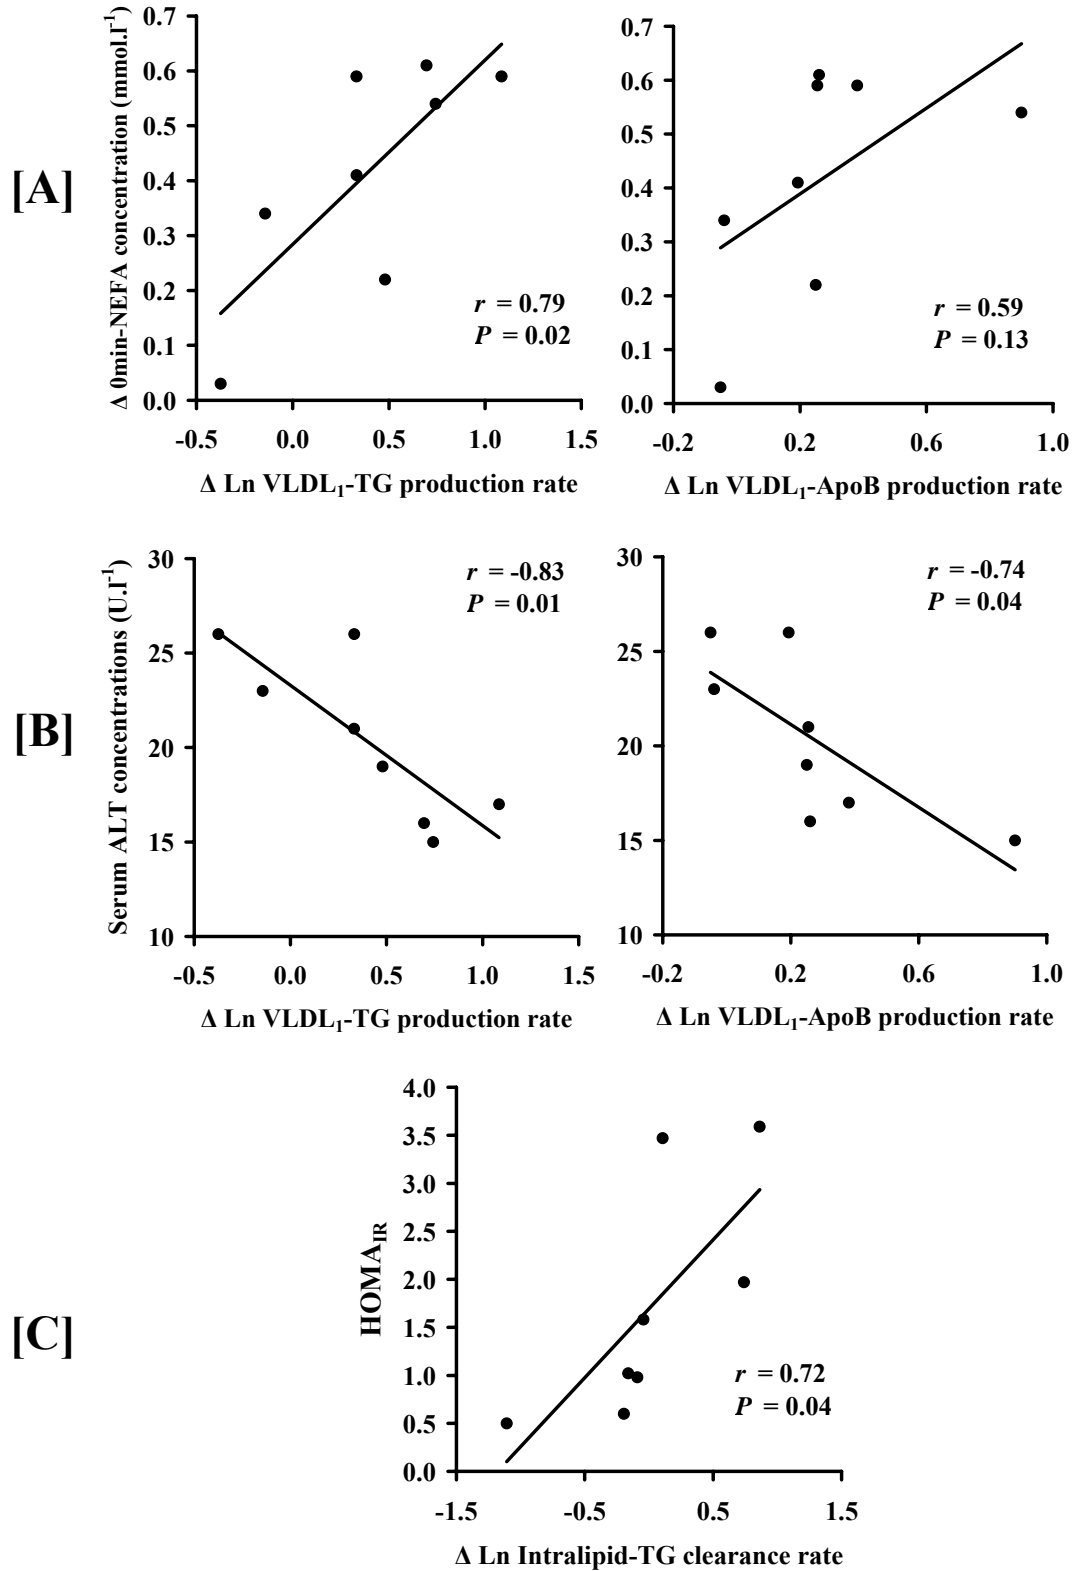 [A]
Δ 0min-NEFA concentration (mmol.l⁻¹)
0.7
0.6
0.5
0.4
0.3
0.2
0.1
0.0
-0.5 0.0 0.5 1.0 1.5
Δ Ln VLDL₁-TG production rate
r = 0.79
P = 0.02
0.7
0.6
0.5
0.4
0.3
0.2
0.1
0.0
-0.2 0.2 0.6 1.0
Δ Ln VLDL₁-ApoB production rate
r = 0.59
P = 0.13
[B]
Serum ALT concentrations (U.l⁻¹)
30
25
20
15
10
-0.5 0.0 0.5 1.0 1.5
Δ Ln VLDL₁-TG production rate
r = -0.83
P = 0.01
30
25
20
15
10
-0.2 0.2 0.6 1.0
Δ Ln VLDL₁-ApoB production rate
r = -0.74
P = 0.04
[C]
HOMA_IR
4.0
3.5
3.0
2.5
2.0
1.5
1.0
0.5
0.0
-1.5 -0.5 0.5 1.5
Δ Ln Intralipid-TG clearance rate
r = 0.72
P = 0.04